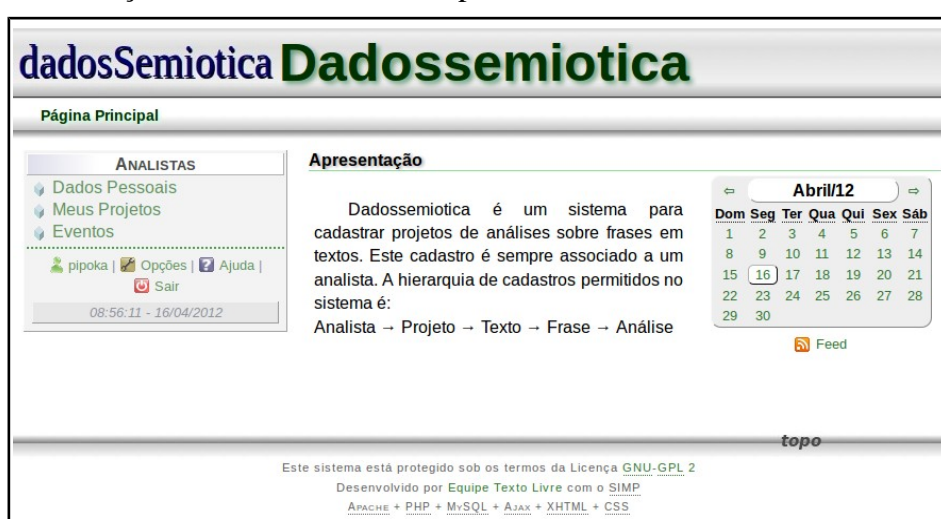 dadosSemiotica Dadossemiotica
Página Principal
Analistas
Dados Pessoais
Meus Projetos
Eventos
pipoka | Opções | Ajuda |
Sair
08:56:11 - 16/04/2012
Apresentação
Dadossemiotica é um sistema para
cadastrar projetos de análises sobre frases em
textos. Este cadastro é sempre associado a um
analista. A hierarquia de cadastros permitidos no
sistema é:
Analista → Projeto → Texto → Frase → Análise
⇦ Abril/12 ⇨
Dom Seg Ter Qua Qui Sex Sáb
1 2 3 4 5 6 7
8 9 10 11 12 13 14
15 16 17 18 19 20 21
22 23 24 25 26 27 28
29 30
Feed
topo
Este sistema está protegido sob os termos da Licença GNU-GPL 2
Desenvolvido por Equipe Texto Livre com o SIMP
Apache + PHP + MySQL + Ajax + XHTML + CSS